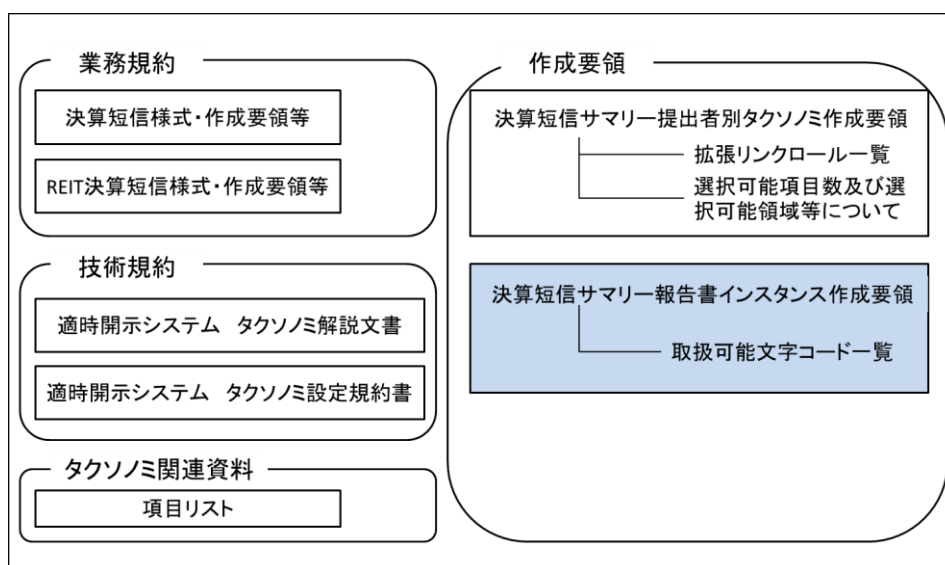 業務規約
決算短信様式・作成要領等
REIT決算短信様式・作成要領等
技術規約
適時開示システム　タクソノミ解説文書
適時開示システム　タクソノミ設定規約書
タクソノミ関連資料
項目リスト
作成要領
決算短信サマリー提出者別タクソノミ作成要領
拡張リンクロール一覧
選択可能項目数及び選
択可能領域等について
決算短信サマリー報告書インスタンス作成要領
取扱可能文字コード一覧